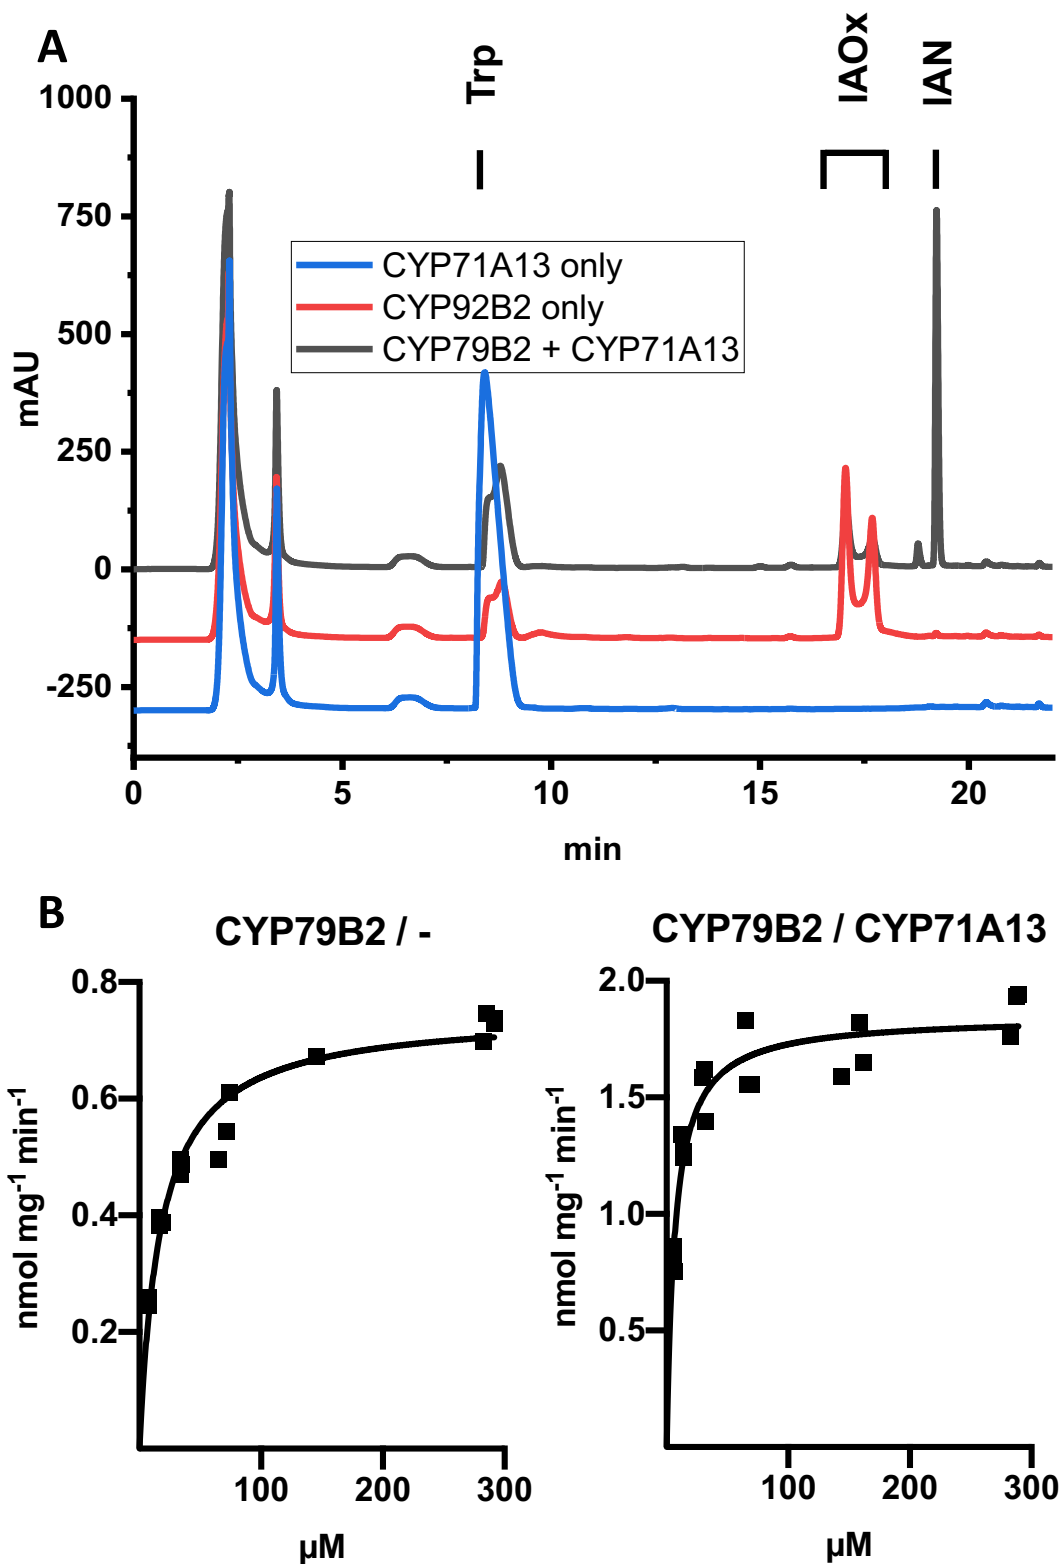 A
Trp
IAOx
IAN
1000
750
500
250
0
-250
mAU
CYP71A13 only
CYP92B2 only
CYP79B2 + CYP71A13
0
5
10
15
20
min
B
CYP79B2 / -
CYP79B2 / CYP71A13
0.8
0.6
0.4
0.2
nmol mg-1 min-1
100
200
300
µM
2.0
1.5
1.0
0.5
nmol mg-1 min-1
100
200
300
µM